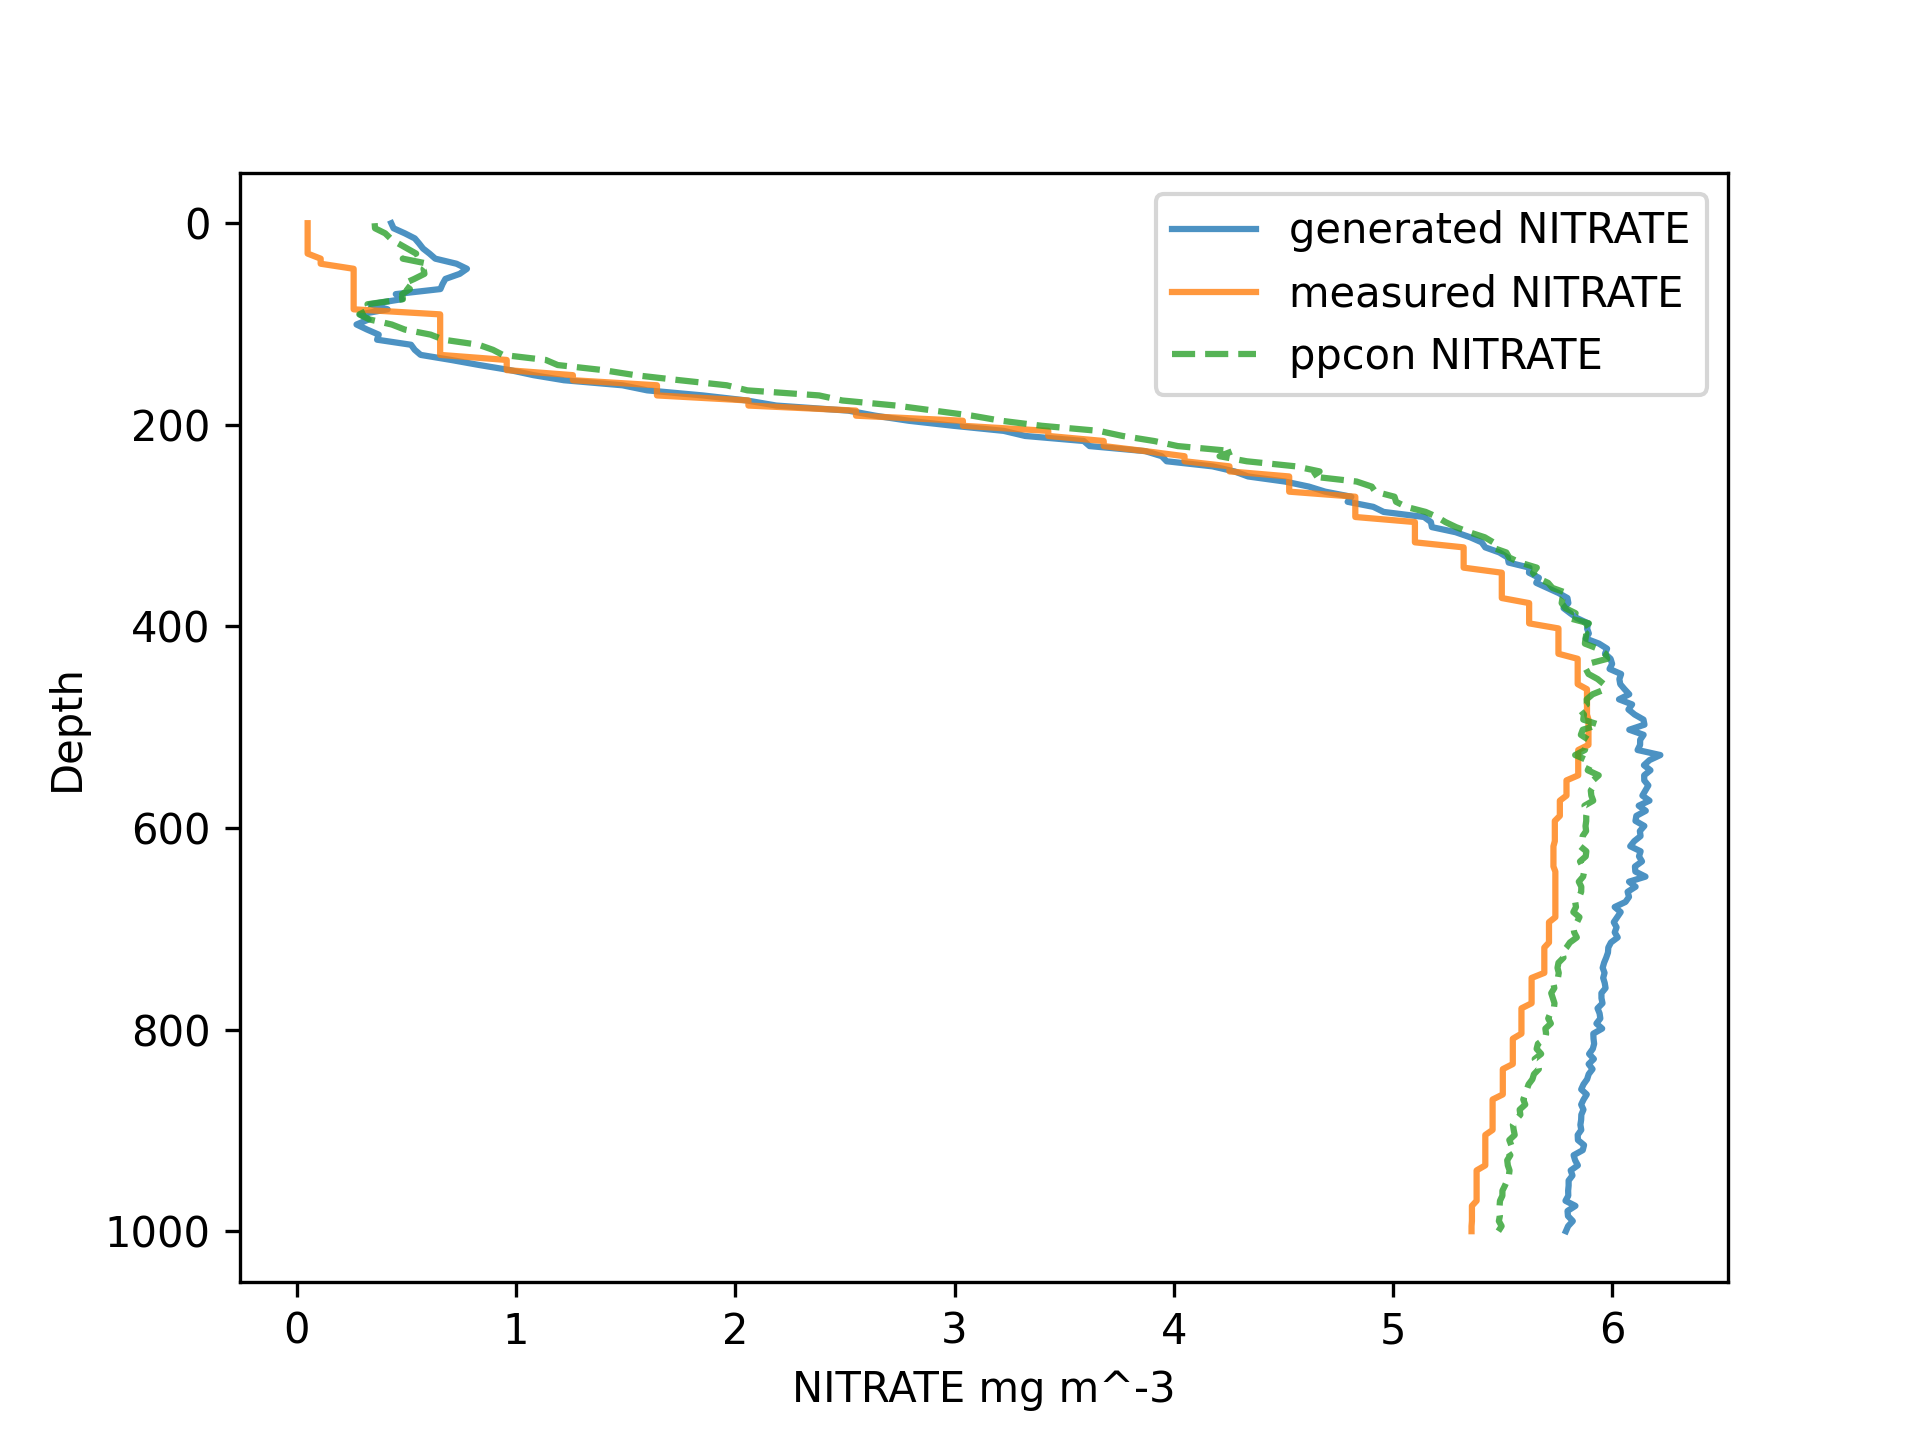 generated NITRATE
measured NITRATE
ppcon NITRATE
0
200
400
600
800
1000
Depth
0 1 2 3 4 5 6
NITRATE mg m^-3